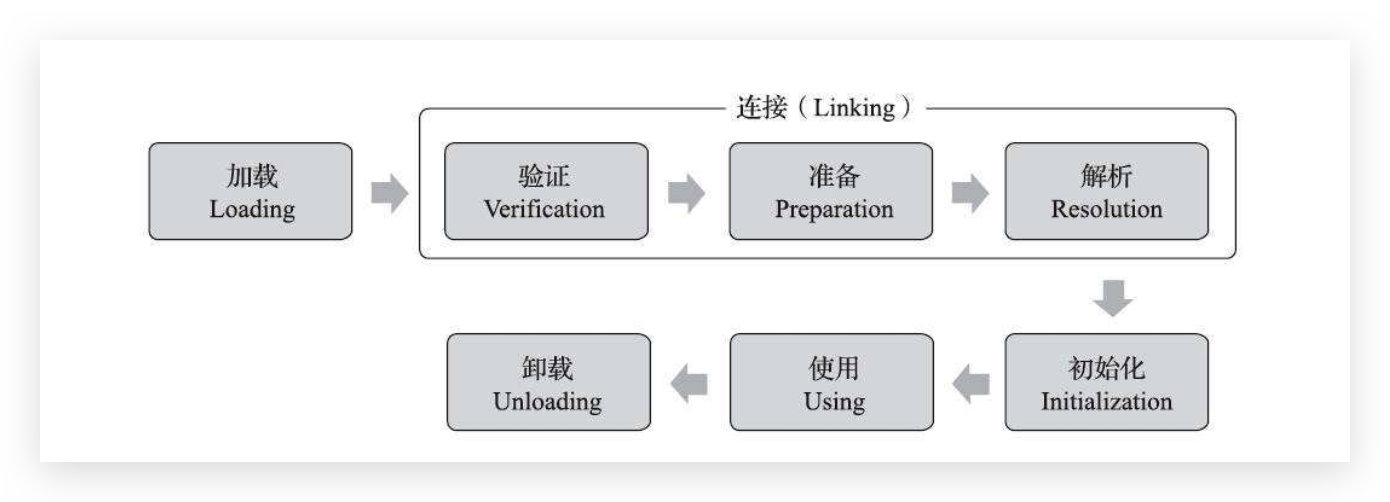 连接（Linking）
加载
Loading
验证
Verification
准备
Preparation
解析
Resolution
初始化
Initialization
使用
Using
卸载
Unloading